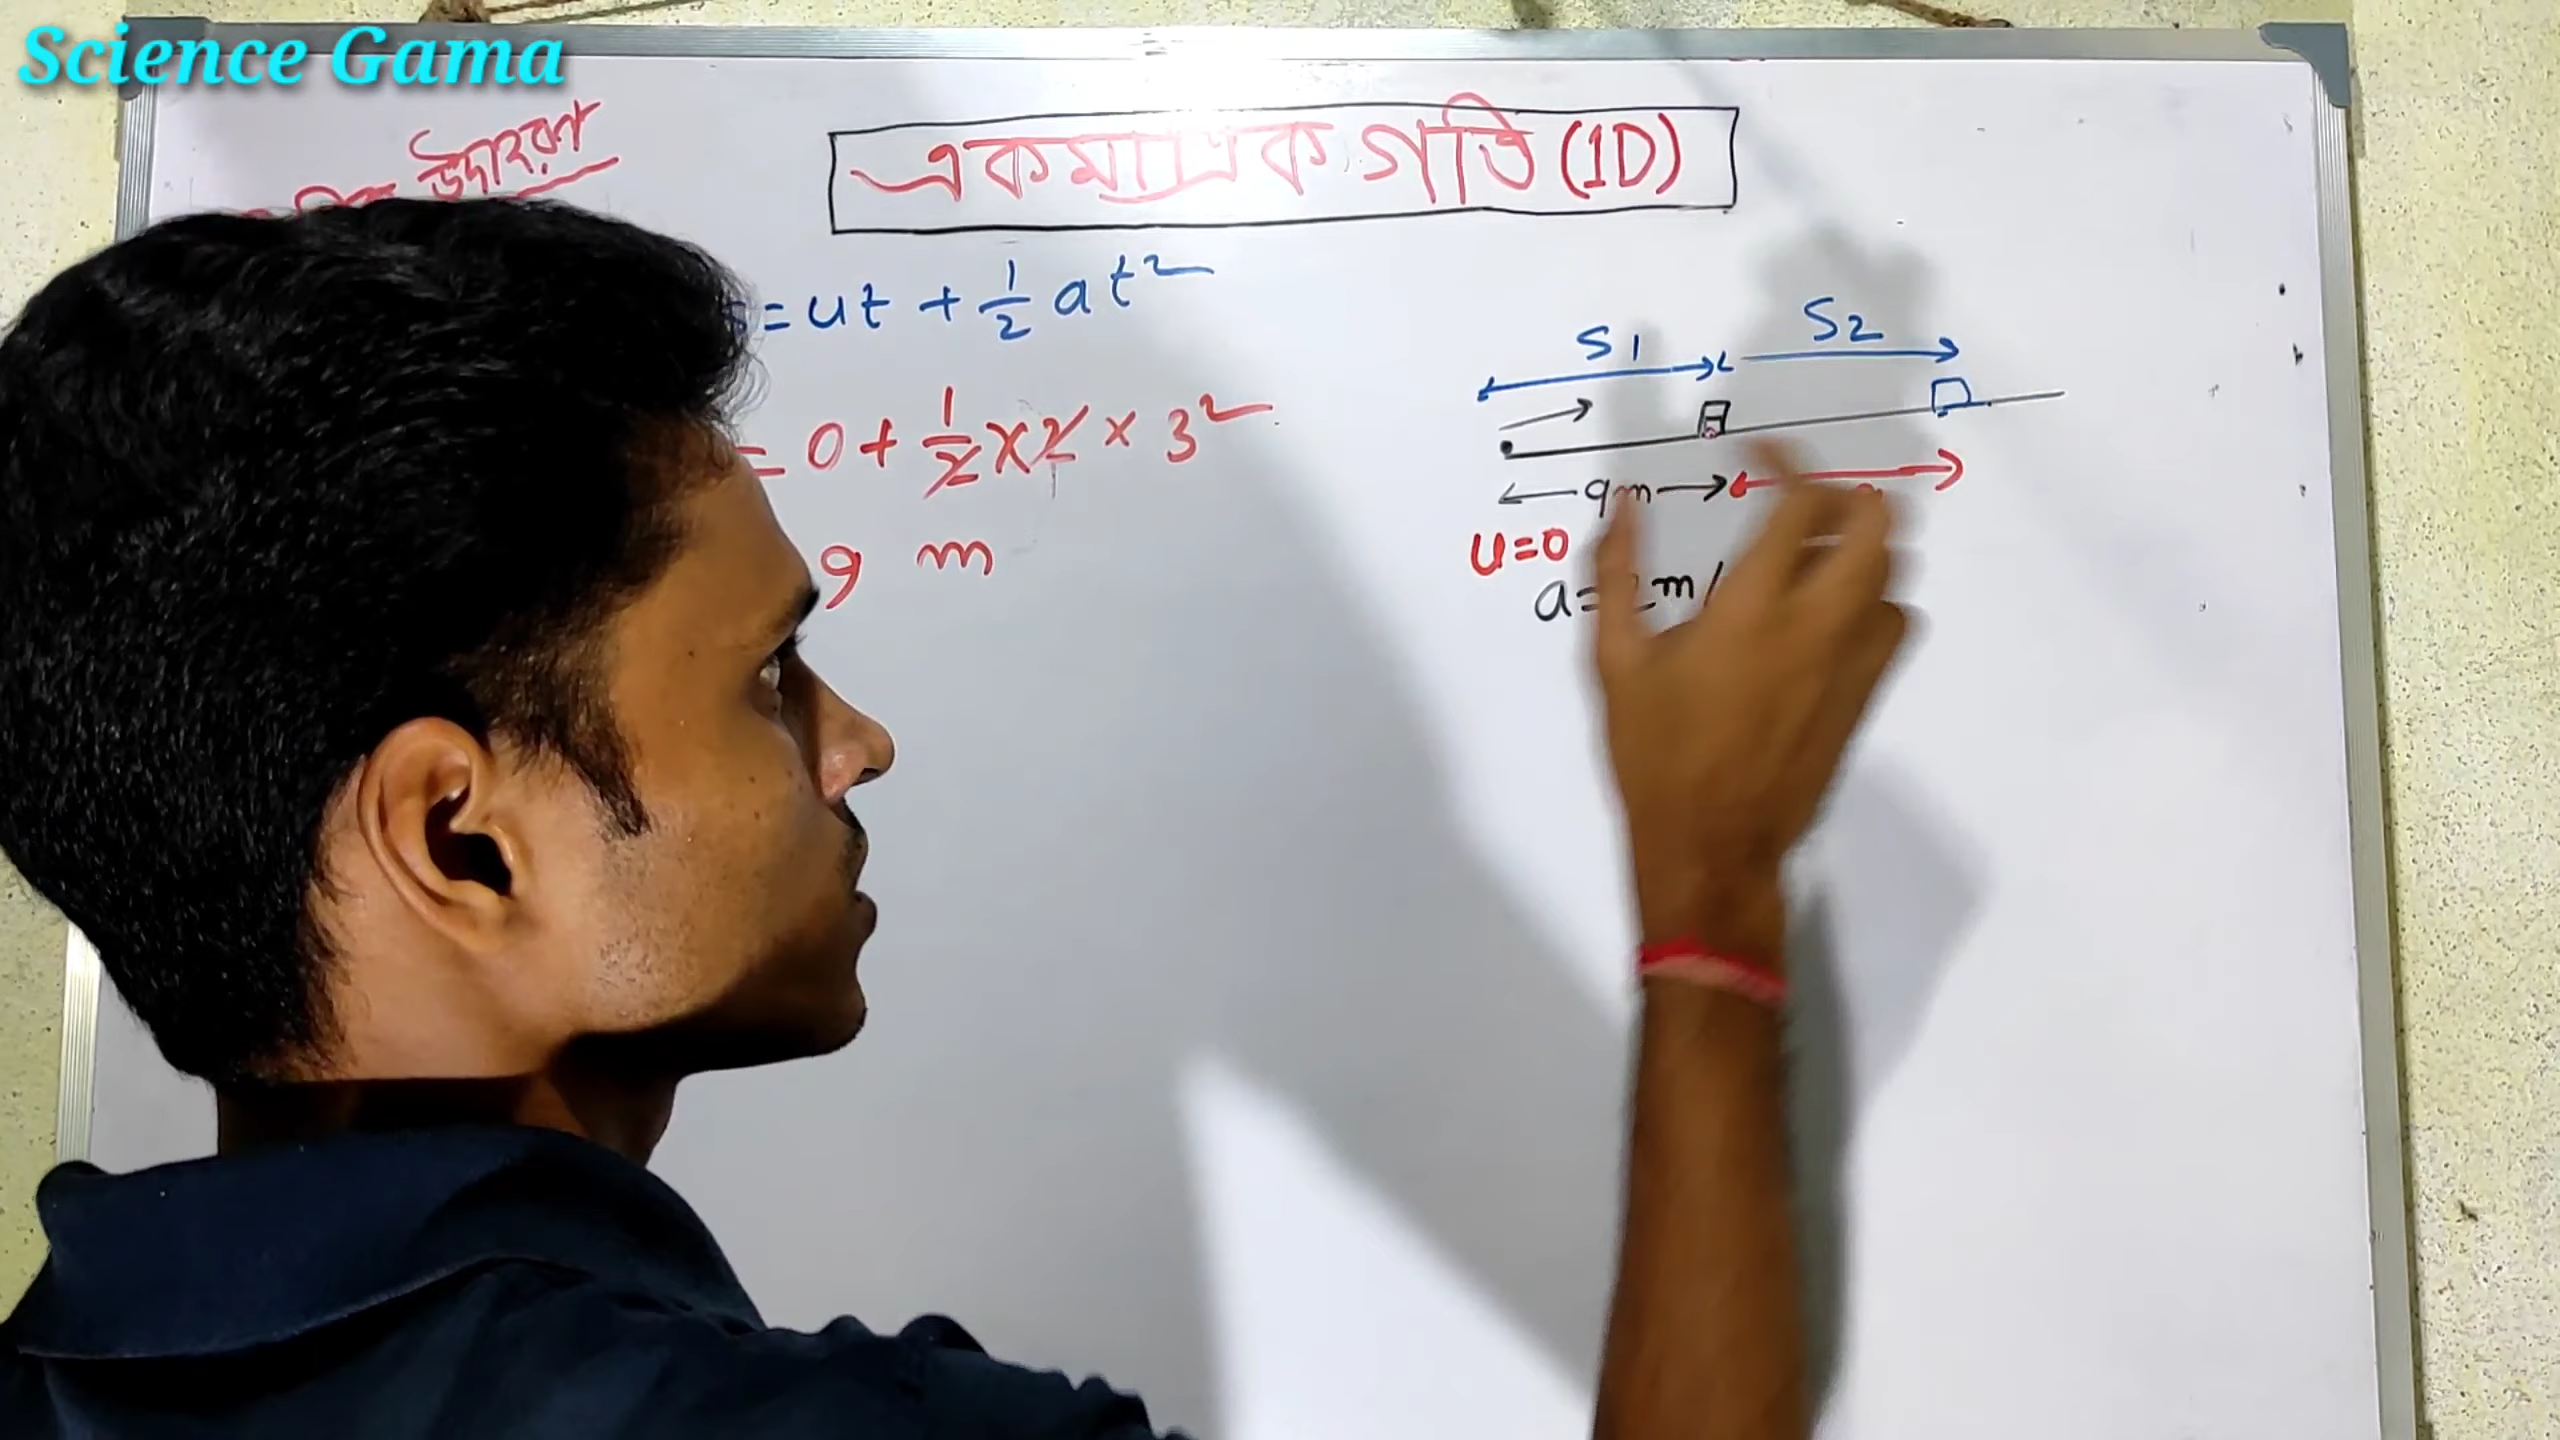 Science Gama
উদাহরণ
একমাত্রিক গতি (1D)
s = ut + 1/2 at²
= 0 + 1/2 x 2 x 3²
9 m
S1
S2
9m
u=0
a=2m/